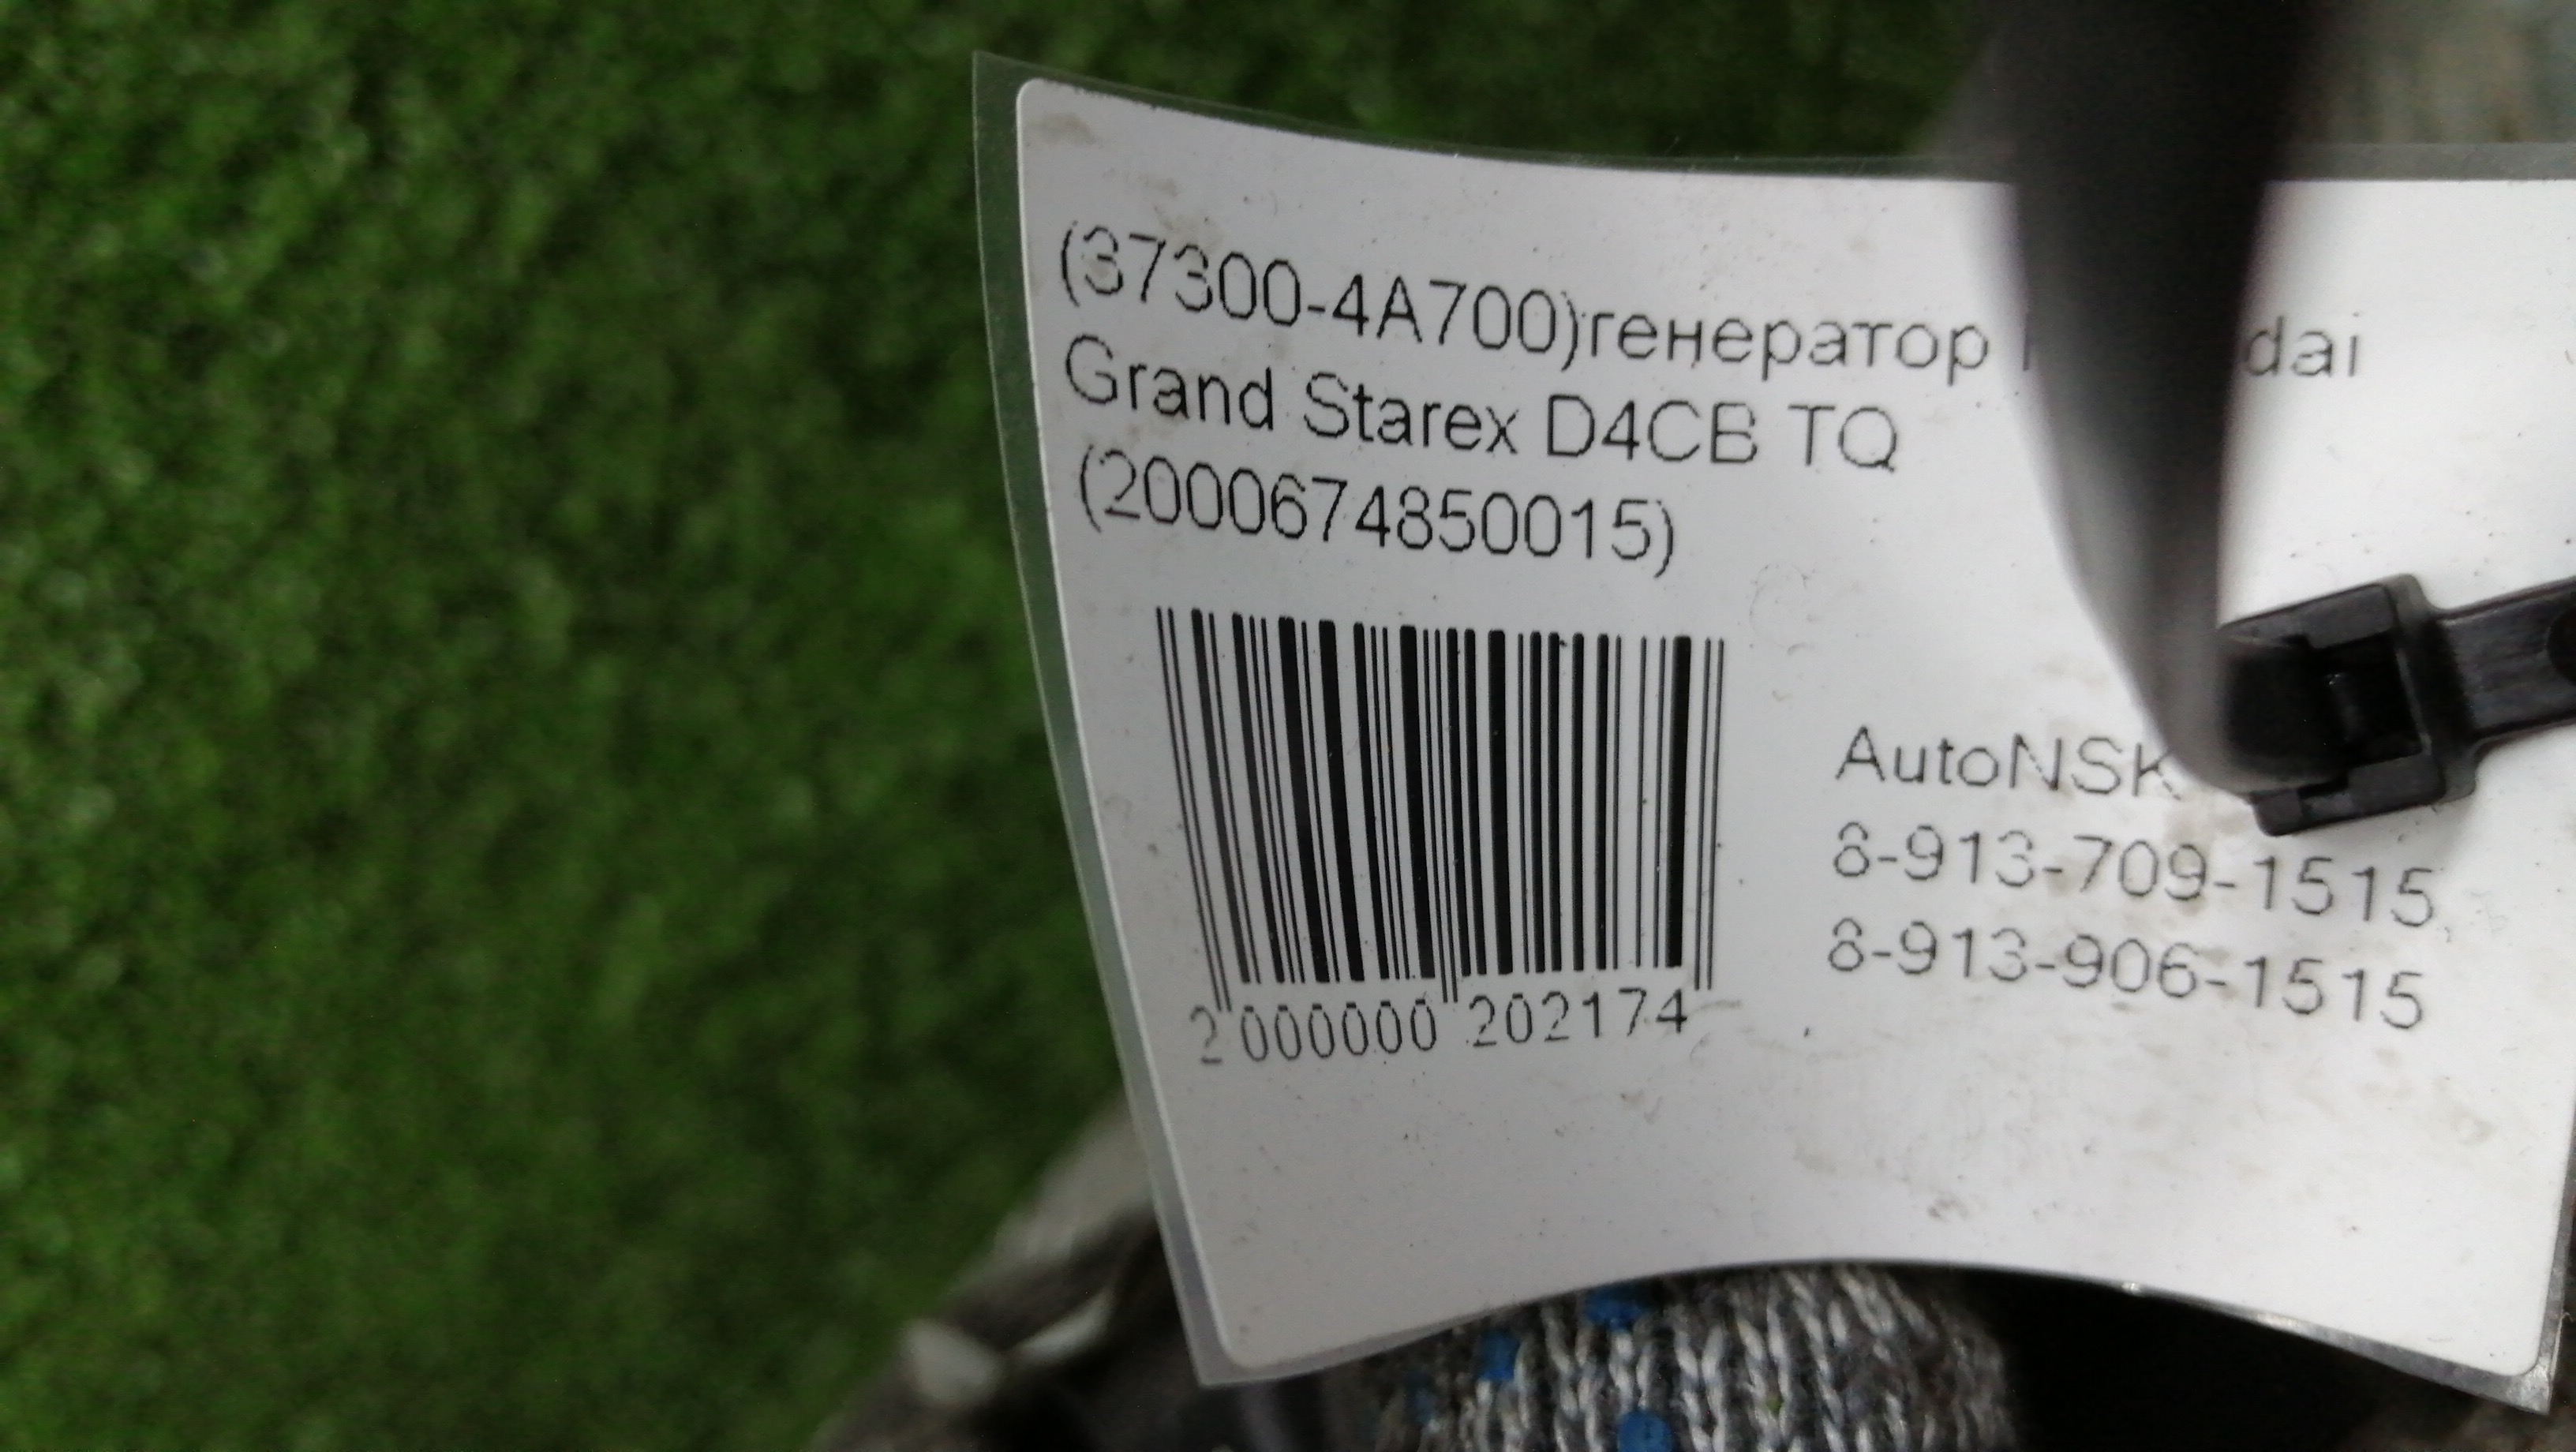 (37300-4A700)генератор dai
Grand Starex D4CB TQ
(2000674850015)
2 000000 202174
AutoNSK
8-913-709-1515
8-913-906-1515